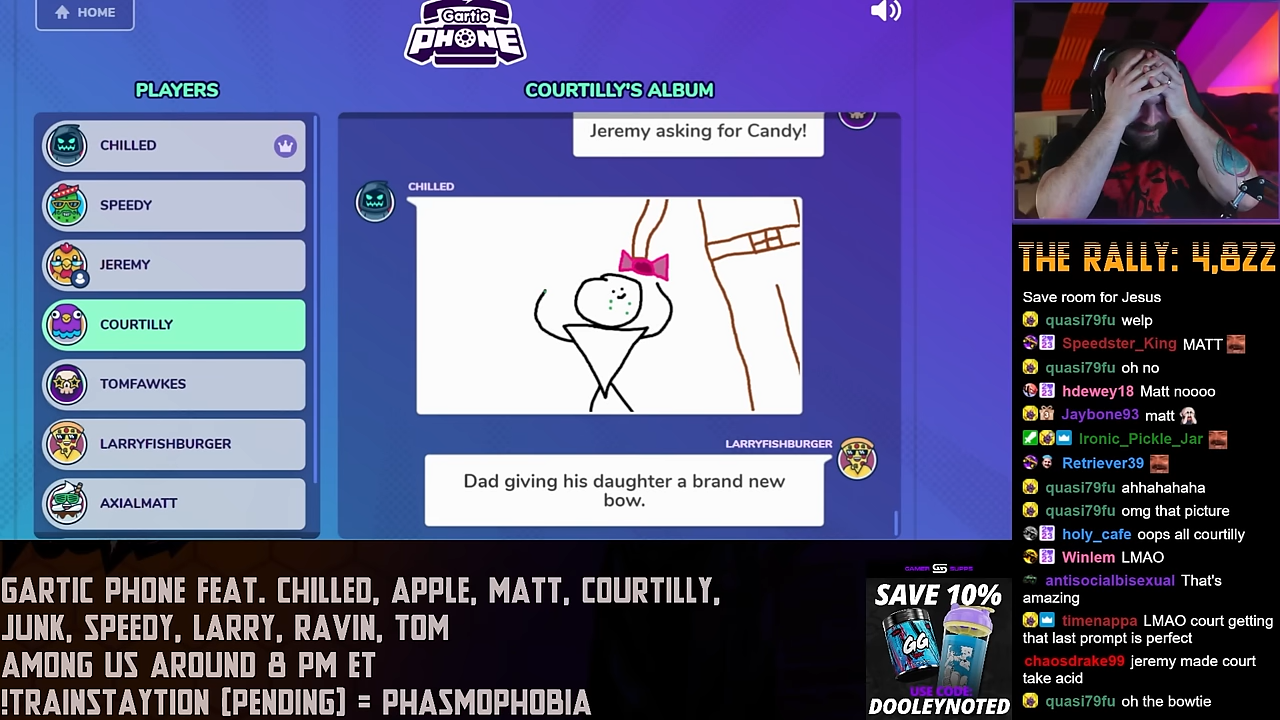 HOME
Gartic
PHONE
PLAYERS
CHILLED
SPEEDY
JEREMY
COURTILLY
TOMFAWKES
LARRYFISHBURGER
AXIALMATT
COURTILLY'S ALBUM
Jeremy asking for Candy!
CHILLED
LARRYFISHBURGER
Dad giving his daughter a brand new
bow.
THE RALLY: 4,822
Save room for Jesus
quasi79fu welp
Speedster_King MATT
quasi79fu oh no
hdewey18 Matt noooo
Jaybone93 matt
Ironic_Pickle_Jar
Retriever39
quasi79fu ahhahahaha
quasi79fu omg that picture
holy_cafe oops all courtilly
Winlem LMAO
antisocialbisexual That's
amazing
timenappa LMAO court getting
that last prompt is perfect
chaosdrake99 jeremy made court
take acid
quasi79fu oh the bowtie
GARTIC PHONE FEAT. CHILLED, APPLE, MATT, COURTILLY,
JUNK, SPEEDY, LARRY, RAVIN, TOM
AMONG US AROUND 8 PM ET
!TRAINSTAYTION (PENDING) = PHASMOPHOBIA
GAMER SUPPS
SAVE 10%
GG
USE CODE:
DOOLEYNOTED